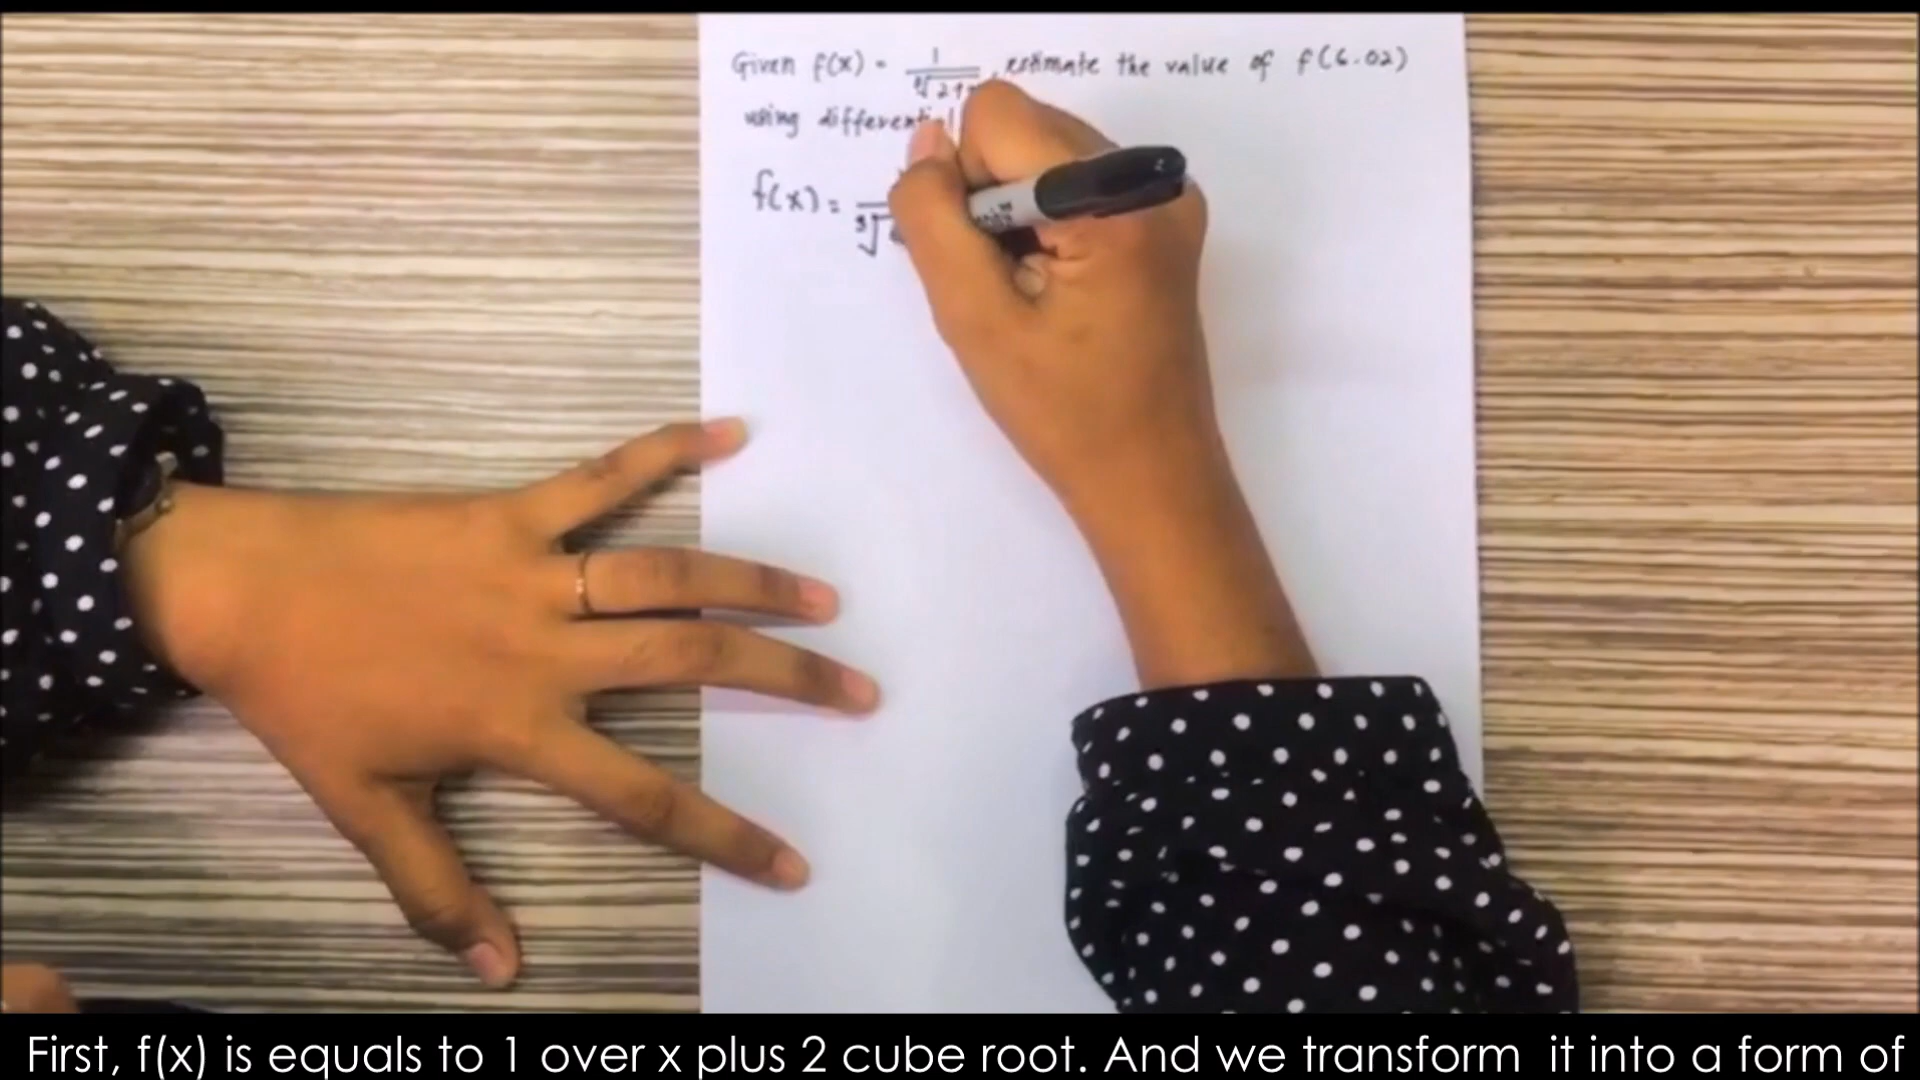 Given f(x) = 1/∛2+x, estimate the value of f(6.02)
using differential
f(x) = ∛
First, f(x) is equals to 1 over x plus 2 cube root. And we transform it into a form of